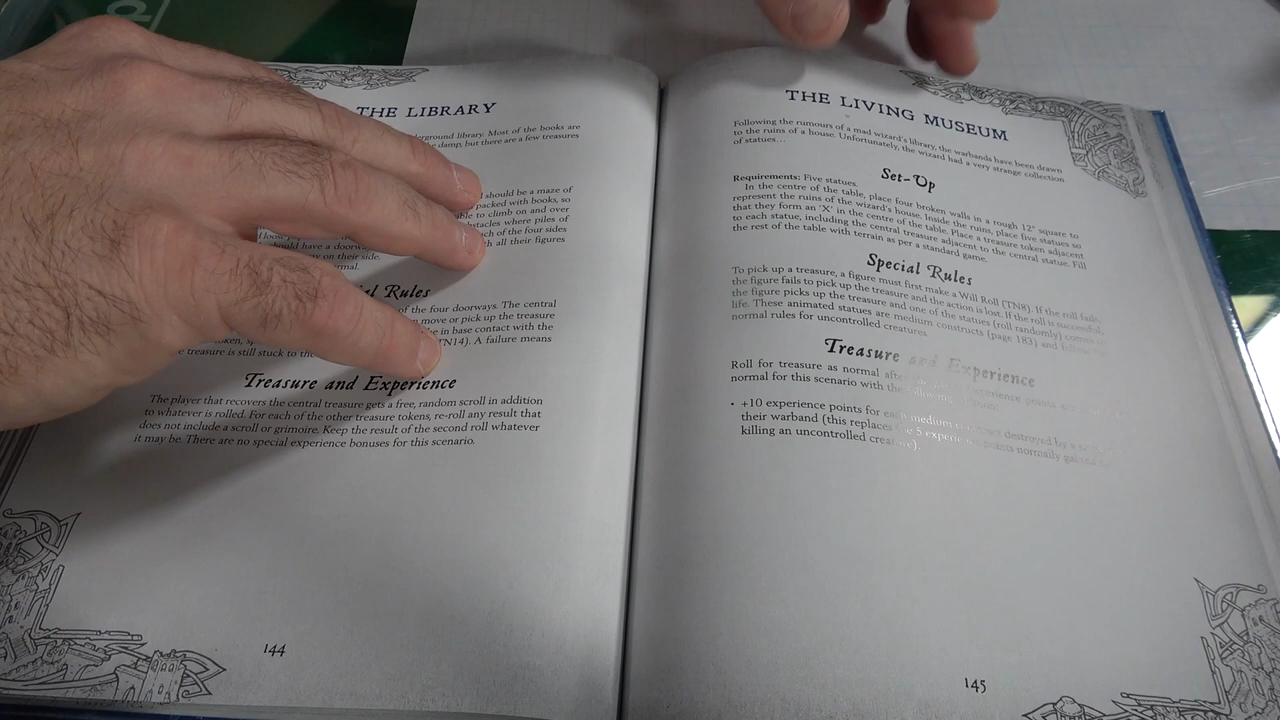 THE LIBRARY
underground library. Most of the books are
damp, but there are a few treasures
should be a maze of
packed with books, so
to climb on and over
where piles of
of the four sides
should have a
all their figures
on their side.
Rules
of the four doorways. The central
move or pick up the treasure
in base contact with the
A failure means
treasure is still stuck to the
Treasure and Experience
The player that recovers the central treasure gets a free, random scroll in addition
to whatever is rolled. For each of the other treasure tokens, re-roll any result that
does not include a scroll or grimoire. Keep the result of the second roll whatever
it may be. There are no special experience bonuses for this scenario.
144
THE LIVING MUSEUM
Following the rumours of a mad wizard's library, the warbands have been drawn
to the ruins of a house. Unfortunately, the wizard had a very strange collection
of statues…
Set-Up
Requirements: Five statues.
In the centre of the table, place four broken walls in a rough 12" square to
represent the ruins of the wizard's house. Inside the ruins, place five statues so
that they form an 'X' in the centre of the table. Place a treasure token adjacent
to each statue, including the central treasure adjacent to the central statue. Fill
the rest of the table with terrain as per a standard game.
Special Rules
To pick up a treasure, a figure must first make a Will Roll (TN8). If the roll fails,
the figure fails to pick up the treasure and the action is lost. If the roll is successful,
the figure picks up the treasure and one of the statues (roll randomly) comes to
life. These animated statues are medium constructs (page 183) and follow the
normal rules for uncontrolled creatures.
Treasure and Experience
Roll for treasure as normal after experience points are
normal for this scenario with the following
• +10 experience points for each medium destroyed by a
their warband (this replaces the 5 experience points normally gained
killing an uncontrolled creature).
145